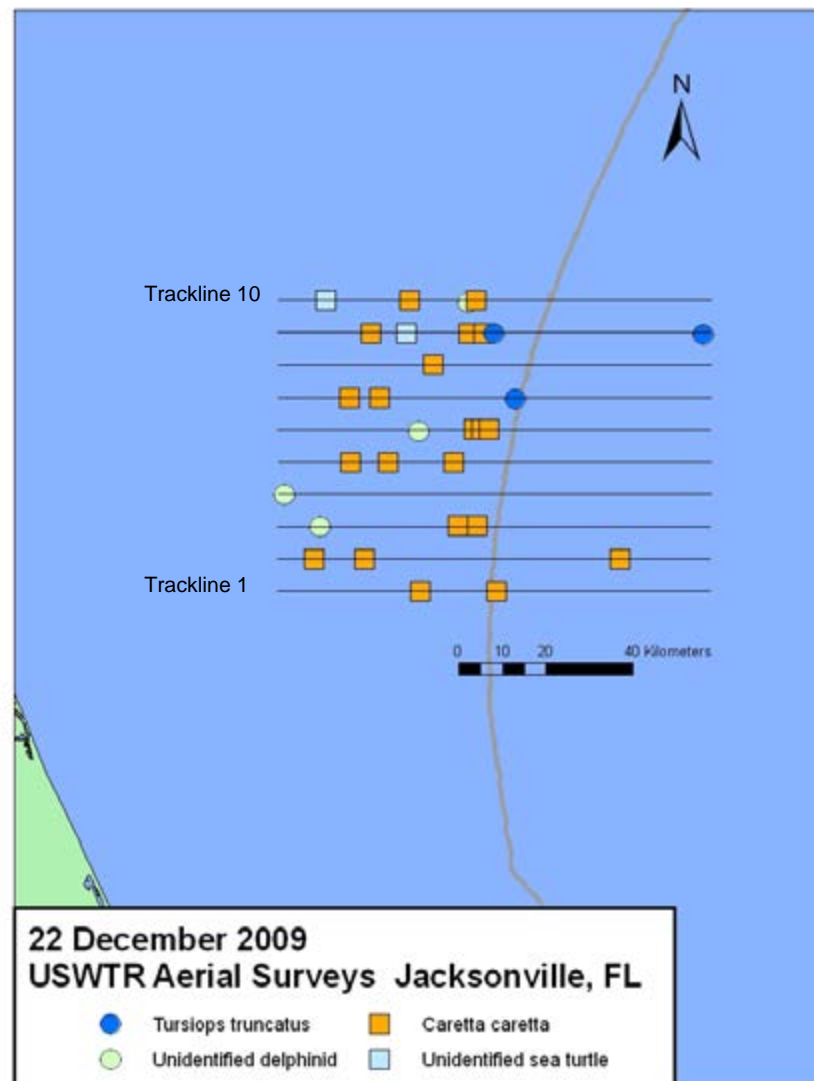 N
Trackline 10
Trackline 1
0 10 20 40 Kilometers
22 December 2009
USWTR Aerial Surveys Jacksonville, FL
Tursiops truncatus Caretta caretta
Unidentified delphinid Unidentified sea turtle